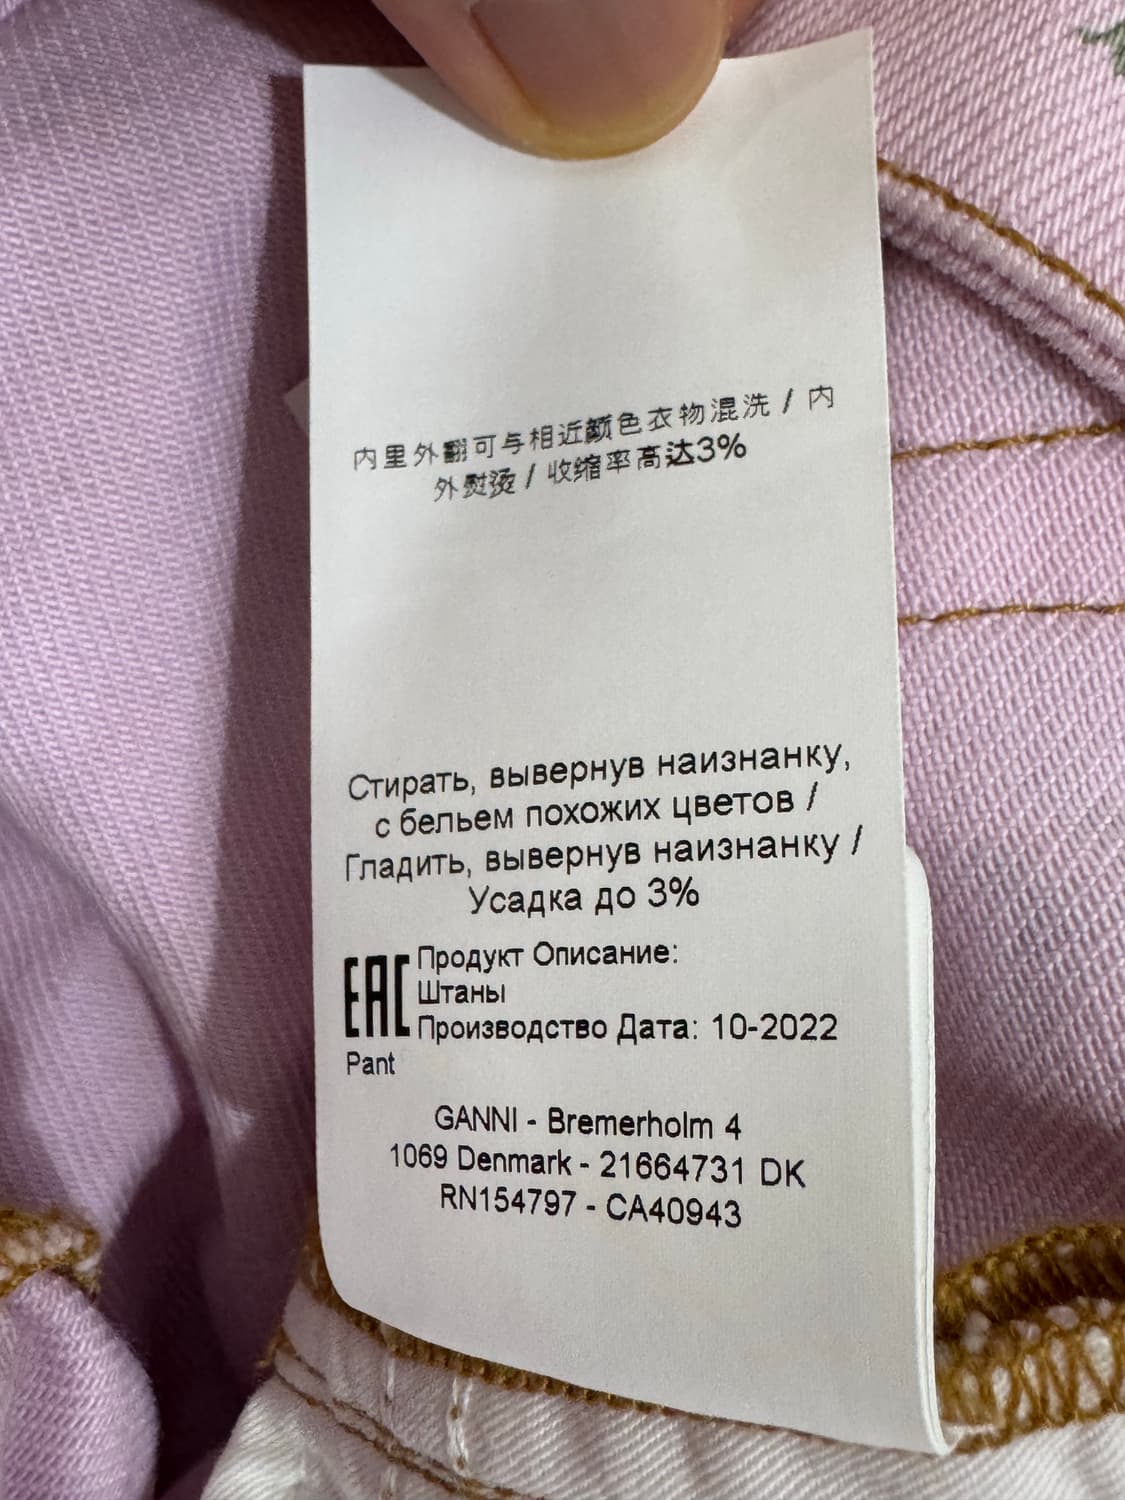 内里外翻可与相近颜色衣物混洗 / 内
外熨烫 / 收缩率高达3%
Стирать, вывернув наизнанку,
с бельем похожих цветов /
Гладить, вывернув наизнанку /
Усадка до 3%
EAC Продукт Описание:
Штаны
Производство Дата: 10-2022
Pant
GANNI - Bremerholm 4
1069 Denmark - 21664731 DK
RN154797 - CA40943